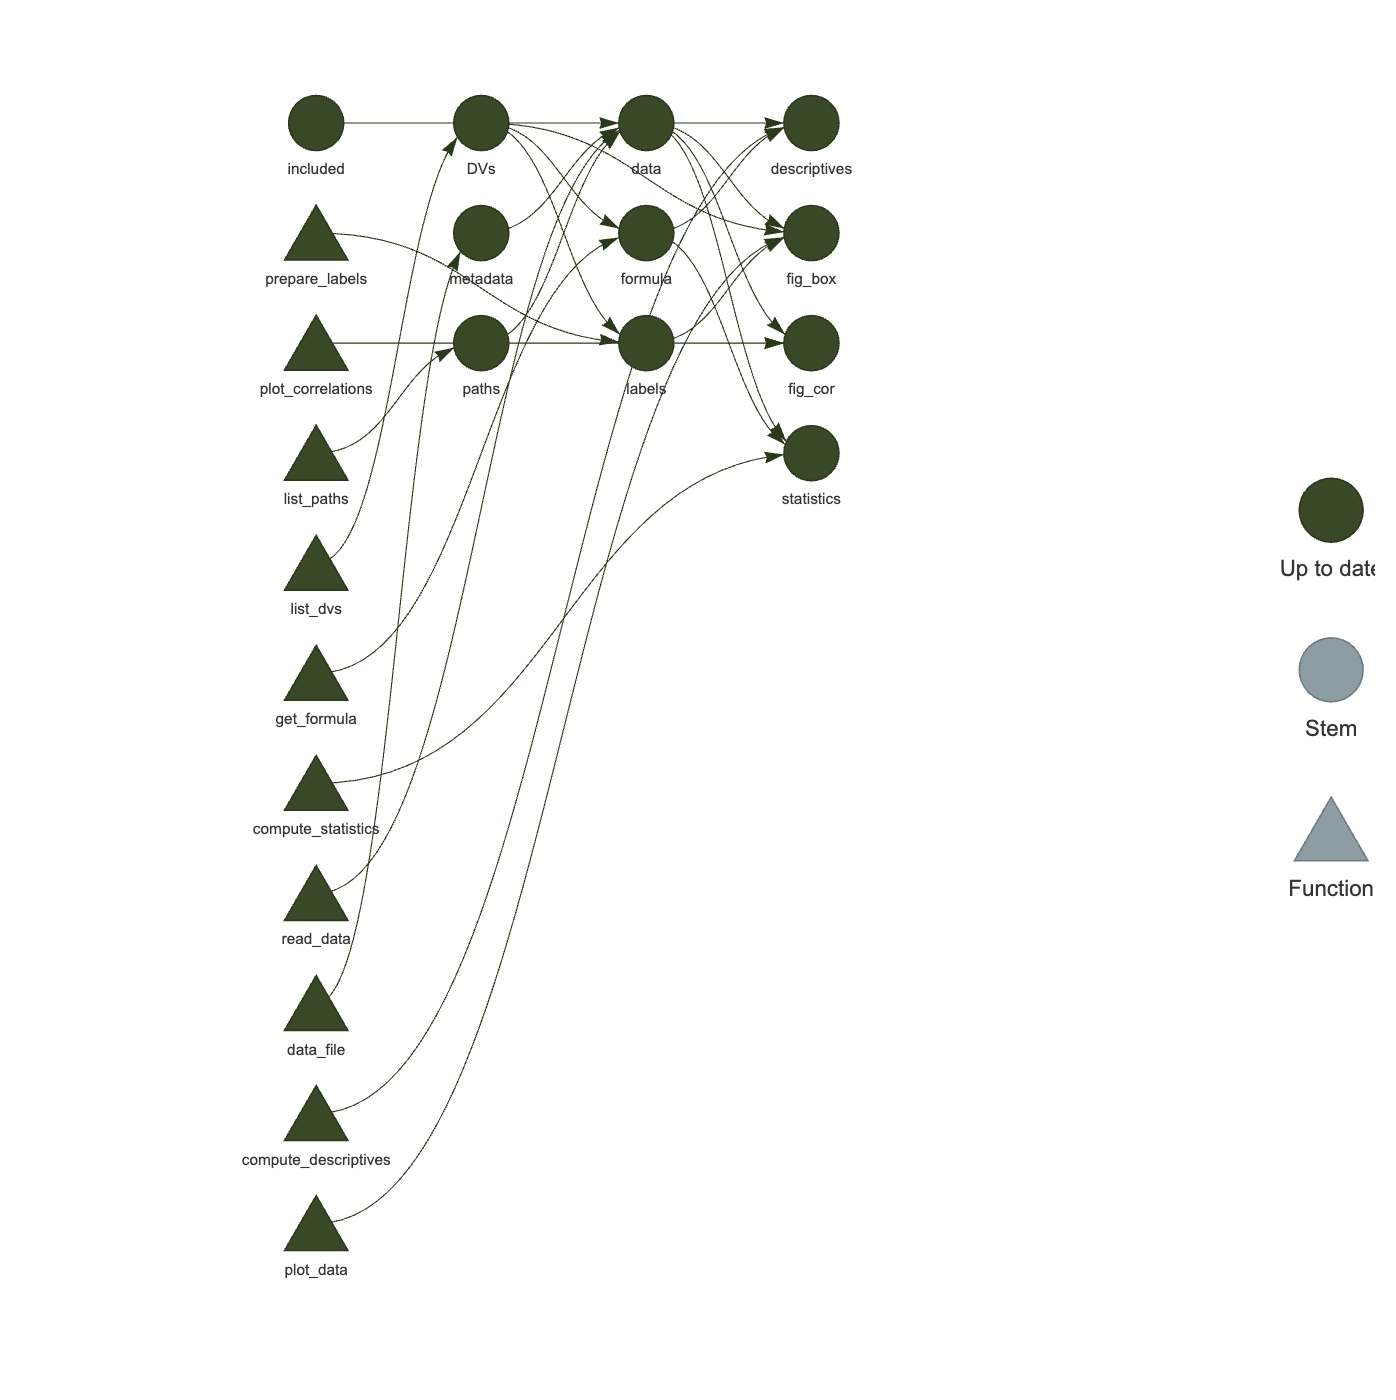 included
DVs
data
descriptives
prepare_labels
metadata
formula
fig_box
plot_correlations
paths
labels
fig_cor
list_paths
statistics
list_dvs
get_formula
compute_statistics
read_data
data_file
compute_descriptives
plot_data
Up to date
Stem
Function